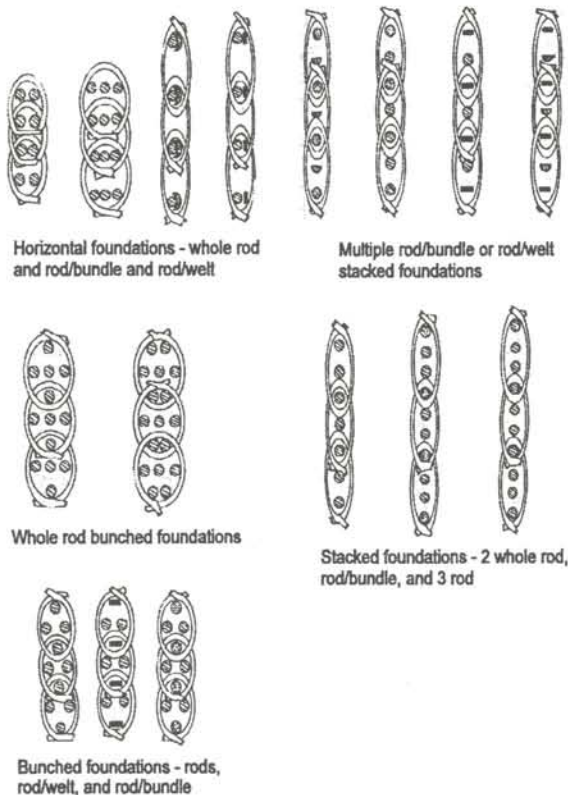 Horizontal foundations - whole rod
and rod/bundle and rod/welt
Multiple rod/bundle or rod/welt
stacked foundations
Whole rod bunched foundations
Stacked foundations - 2 whole rod,
rod/bundle, and 3 rod
Bunched foundations - rods,
rod/welt, and rod/bundle